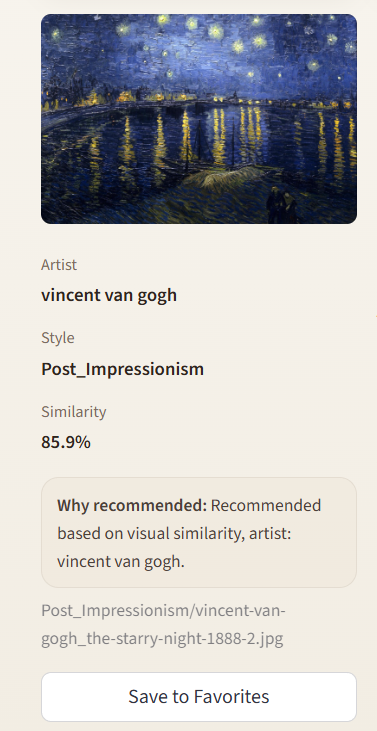 Artist
vincent van gogh
Style
Post_Impressionism
Similarity
85.9%
Why recommended: Recommended
based on visual similarity, artist:
vincent van gogh.
Post_Impressionism/vincent-van-
gogh_the-starry-night-1888-2.jpg
Save to Favorites